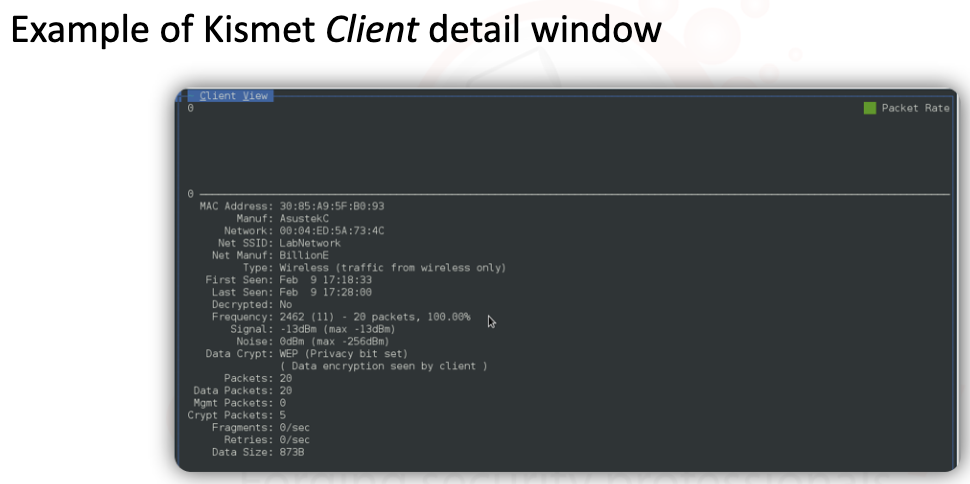 Example of Kismet Client detail window
Client View
0
Packet Rate
0
MAC Address: 30:85:A9:5F:B0:93
Manuf: AsustekC
Network: 00:04:ED:5A:73:4C
Net SSID: LabNetwork
Net Manuf: BillionE
Type: Wireless (traffic from wireless only)
First Seen: Feb 9 17:18:33
Last Seen: Feb 9 17:28:00
Decrypted: No
Frequency: 2462 (11) - 20 packets, 100.00%
Signal: -13dBm (max -13dBm)
Noise: 0dBm (max -256dBm)
Data Crypt: WEP (Privacy bit set)
( Data encryption seen by client )
Packets: 20
Data Packets: 20
Mgmt Packets: 0
Crypt Packets: 5
Fragments: 0/sec
Retries: 0/sec
Data Size: 873B